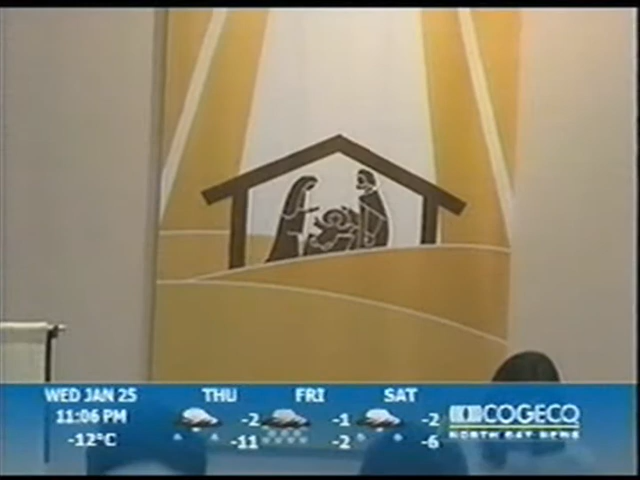 WED JAN 25 THU FRI SAT
11:06 PM -2 -1 -2 COGECO
-12°C -11 -2 -6 NORTH BAY NEWS